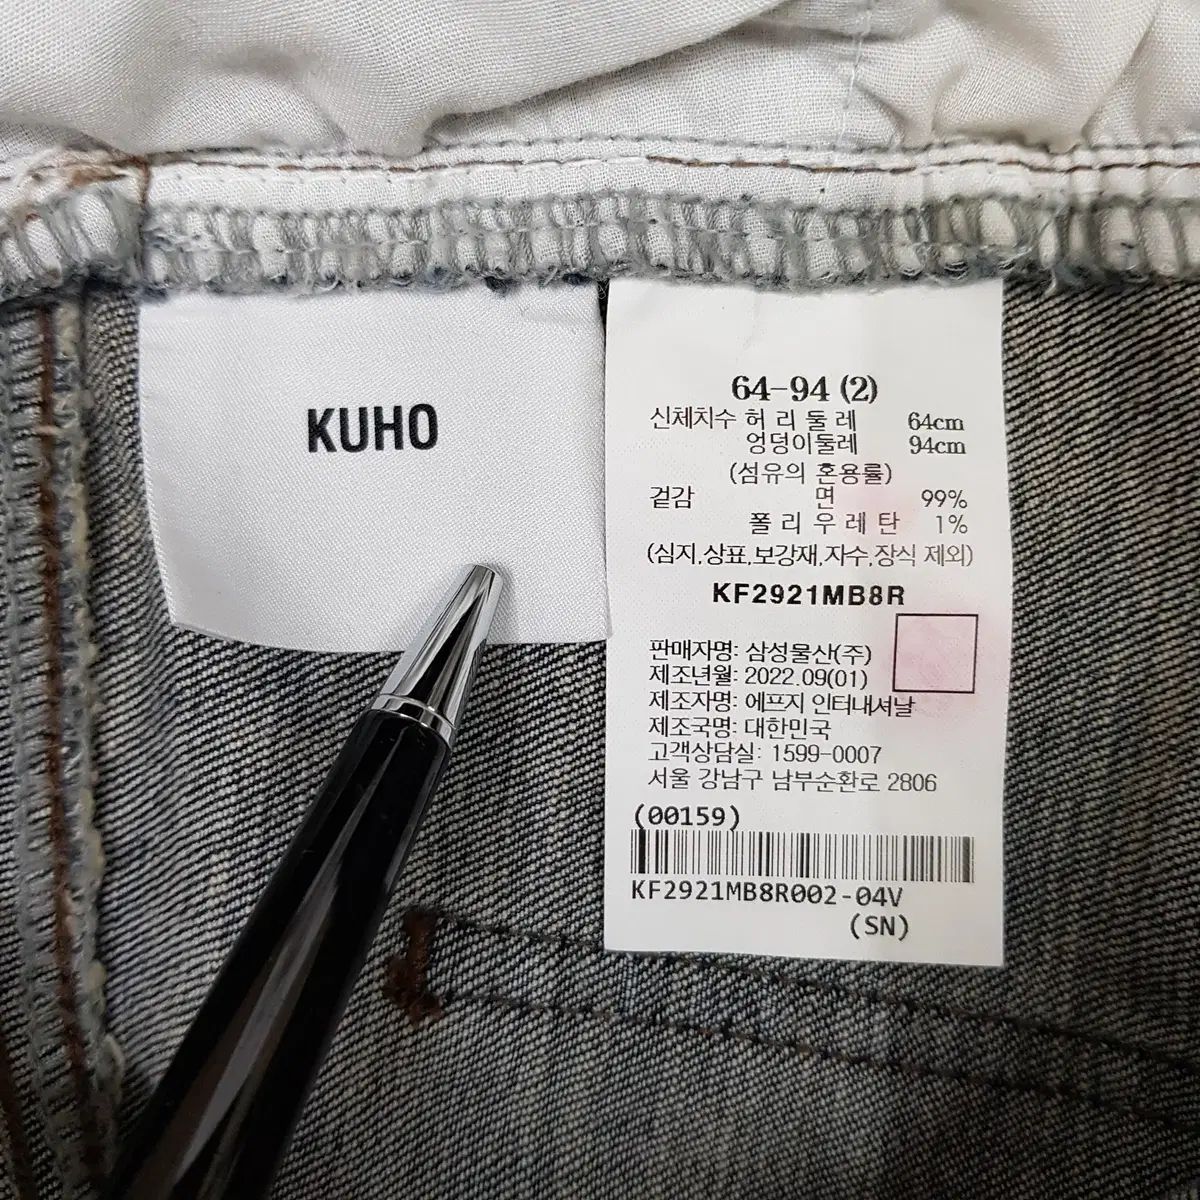 KUHO
64-94 (2)
신체치수 허 리 둘 레 64cm
엉덩이둘레 94cm
(섬유의 혼용률)
겉감 면 99%
폴 리 우 레 탄 1%
(심지,상표,보강재,자수,장식 제외)
KF2921MB8R
판매자명: 삼성물산(주)
제조년월: 2022.09(01)
제조자명: 에프지 인터내셔날
제조국명: 대한민국
고객상담실: 1599-0007
서울 강남구 남부순환로 2806
(00159)
KF2921MB8R002-04V
(SN)